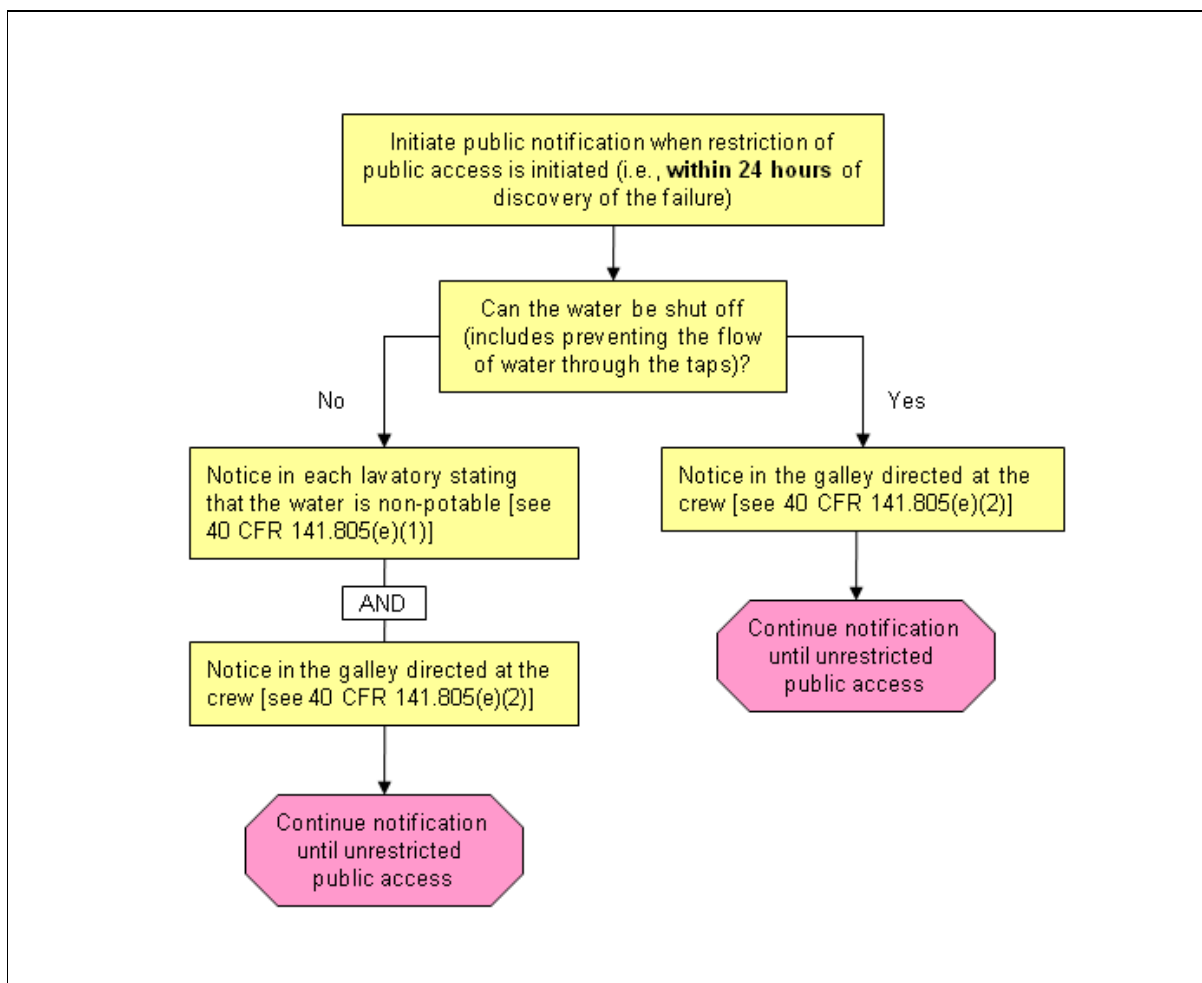 Initiate public notification when restriction of
public access is initiated (i.e., within 24 hours of
discovery of the failure)
Can the water be shut off
(includes preventing the flow
of water through the taps)?
No
Yes
Notice in each lavatory stating
that the water is non-potable [see
40 CFR 141.805(e)(1)]
AND
Notice in the galley directed at the
crew [see 40 CFR 141.805(e)(2)]
Continue notification
until unrestricted
public access
Notice in the galley directed at the
crew [see 40 CFR 141.805(e)(2)]
Continue notification
until unrestricted
public access